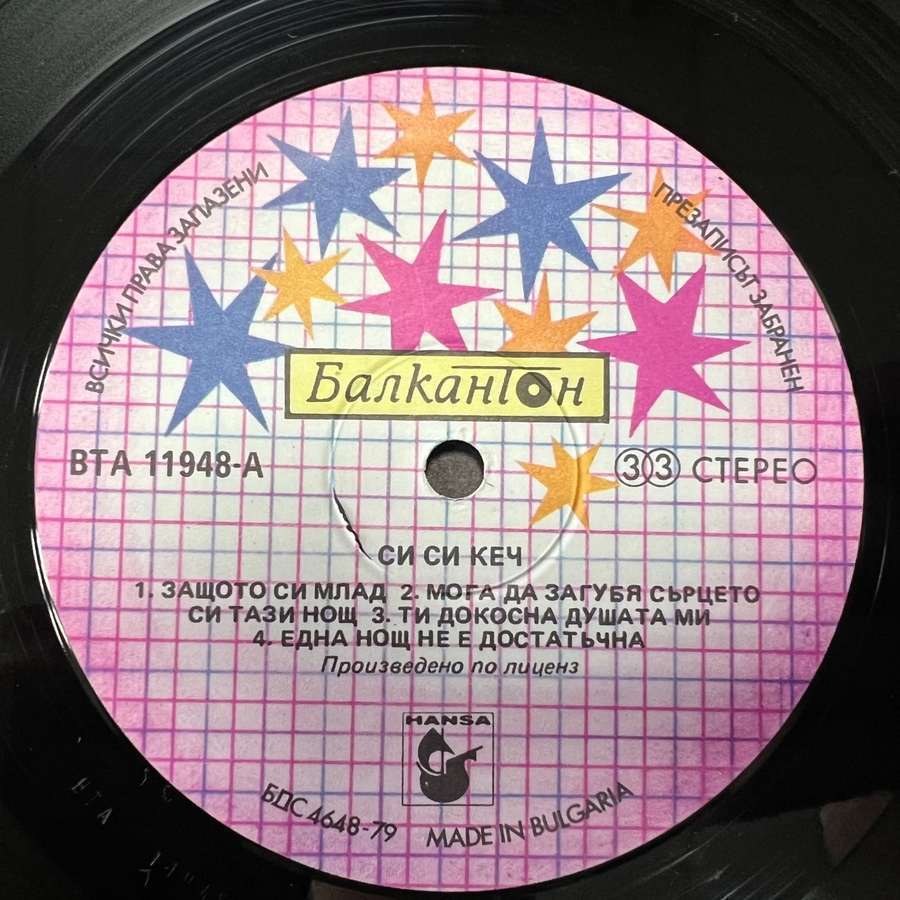 ВСИЧКИ ПРАВА ЗАПАЗЕНИ
ПРЕЗАПИСЪТ ЗАБРАНЕН
Балкантон
ВТА 11948-А
33 СТЕРЕО
СИ СИ КЕЧ
1. ЗАЩОТО СИ МЛАД 2. МОГА ДА ЗАГУБЯ СЪРЦЕТО
СИ ТАЗИ НОЩ 3. ТИ ДОКОСНА ДУШАТА МИ
4. ЕДНА НОЩ НЕ Е ДОСТАТЪЧНА
Произведено по лиценз
HANSA
БДС 4648-79
MADE IN BULGARIA